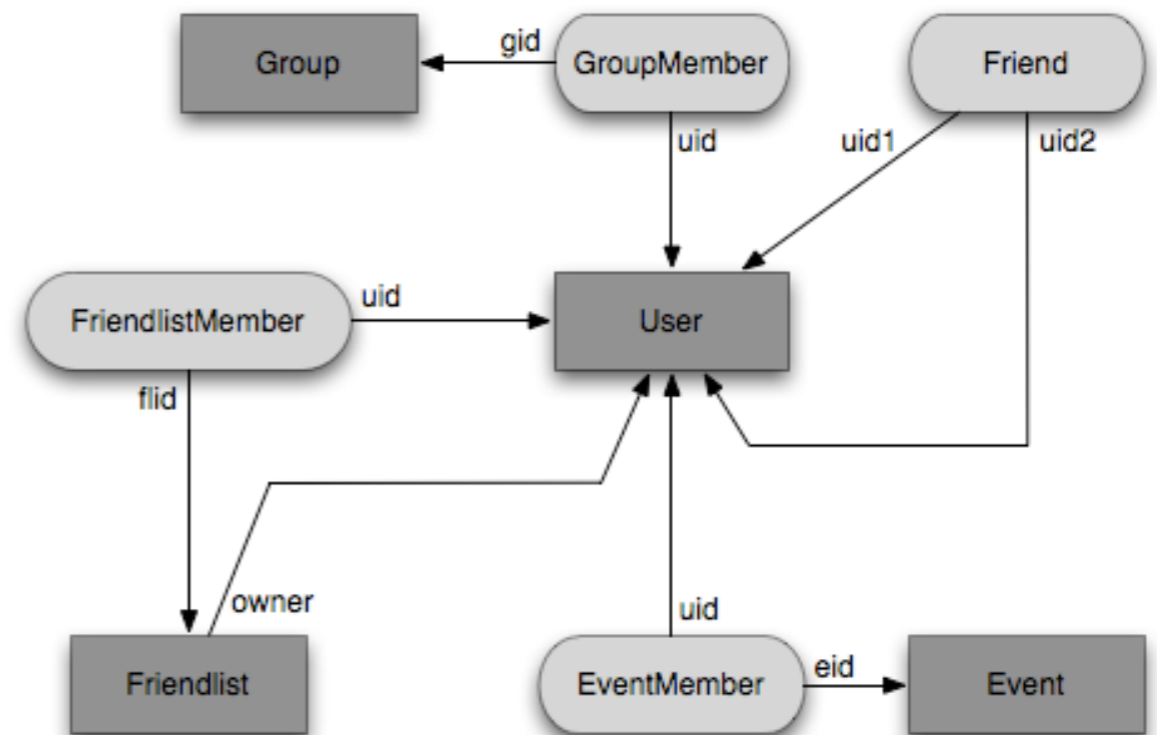 Group
gid
GroupMember
Friend
uid
uid1
uid2
FriendlistMember
uid
User
flid
owner
uid
Friendlist
EventMember
eid
Event